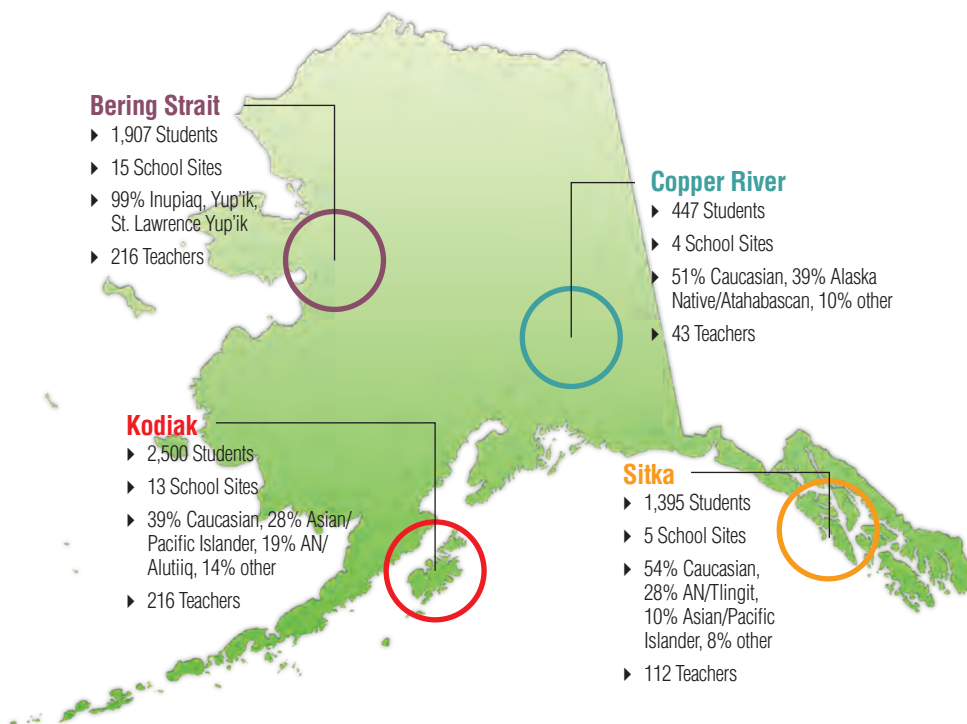 Bering Strait
▶ 1,907 Students
▶ 15 School Sites
▶ 99% Inupiaq, Yup'ik,
St. Lawrence Yup'ik
▶ 216 Teachers
Copper River
▶ 447 Students
▶ 4 School Sites
▶ 51% Caucasian, 39% Alaska
Native/Atahabascan, 10% other
▶ 43 Teachers
Kodiak
▶ 2,500 Students
▶ 13 School Sites
▶ 39% Caucasian, 28% Asian/
Pacific Islander, 19% AN/
Alutiiq, 14% other
▶ 216 Teachers
Sitka
▶ 1,395 Students
▶ 5 School Sites
▶ 54% Caucasian,
28% AN/Tlingit,
10% Asian/Pacific
Islander, 8% other
▶ 112 Teachers